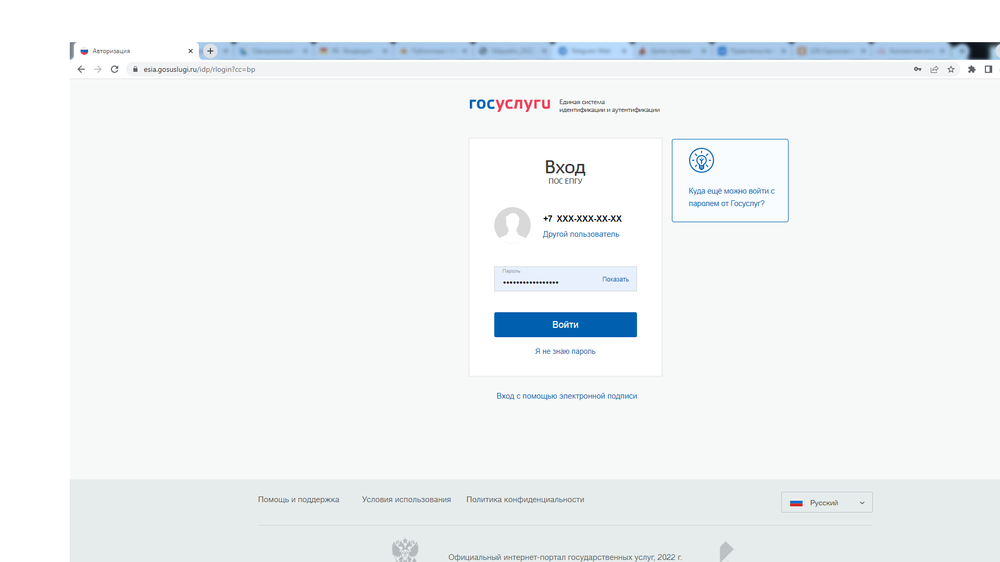 Авторизация
Telegram Web
esia.gosuslugi.ru/idp/rlogin?cc=bp
госуслуги
Единая система
идентификации и аутентификации
Вход
ПОС ЕПГУ
+7 XXX-XXX-XX-XX
Другой пользователь
Пароль
•••••••••••••••••
Показать
Войти
Я не знаю пароль
Вход с помощью электронной подписи
Куда ещё можно войти с
паролем от Госуслуг?
Помощь и поддержка
Условия использования
Политика конфиденциальности
Русский
Официальный интернет-портал государственных услуг, 2022 г.